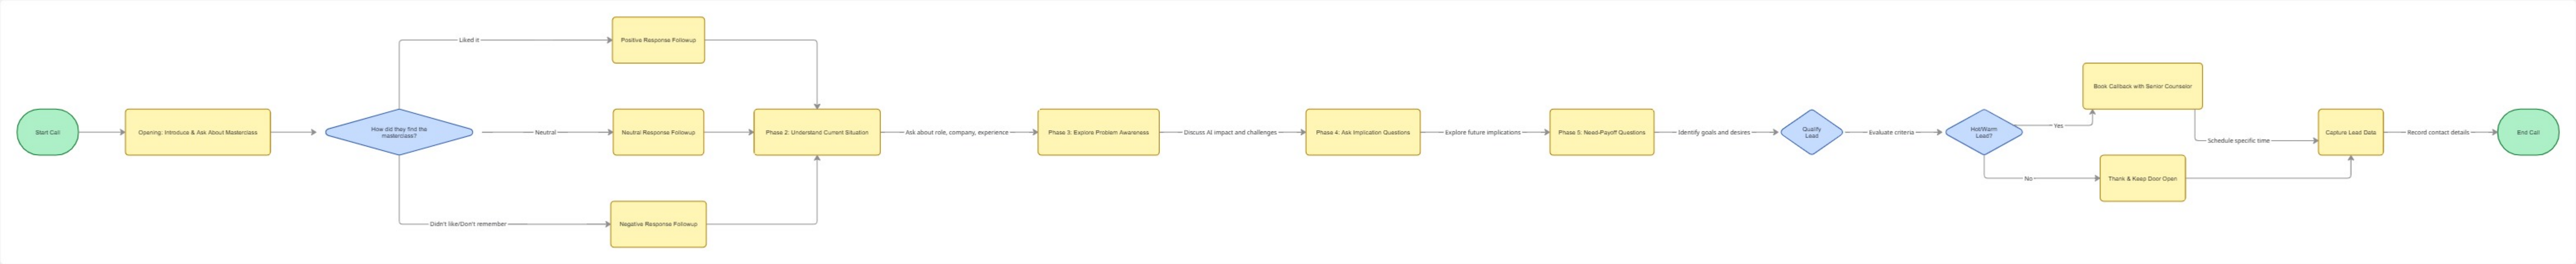 Start Call
Opening: Introduce & Ask About Masterclass
How did they find the
masterclass?
Liked it
Positive Response Followup
Neutral
Neutral Response Followup
Didn't like/Don't remember
Negative Response Followup
Phase 2: Understand Current Situation
Ask about role, company, experience
Phase 3: Explore Problem Awareness
Discuss AI impact and challenges
Phase 4: Ask Implication Questions
Explore future implications
Phase 5: Need-Payoff Questions
Identify goals and desires
Qualify
Lead
Evaluate criteria
Hot/Warm
Lead?
Yes
Book Callback with Senior Counselor
Schedule specific time
No
Thank & Keep Door Open
Capture Lead Data
Record contact details
End Call